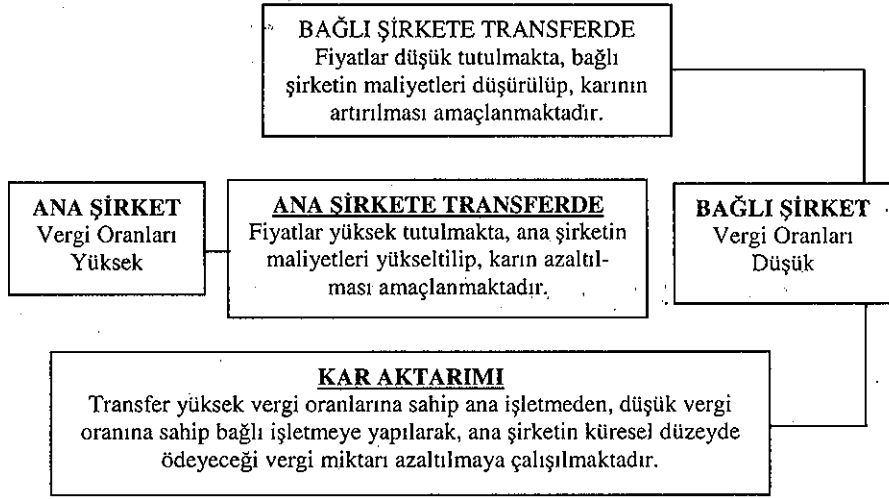 BAĞLI ŞİRKETE TRANSFERDE
Fiyatlar düşük tutulmakta, bağlı
şirketin maliyetleri düşürülüp, karının
artırılması amaçlanmaktadır.
ANA ŞİRKET
Vergi Oranları
Yüksek
ANA ŞİRKETE TRANSFERDE
Fiyatlar yüksek tutulmakta, ana şirketin
maliyetleri yükseltilip, karın azaltıl-
ması amaçlanmaktadır.
BAĞLI ŞİRKET
Vergi Oranları
Düşük
KAR AKTARIMI
Transfer yüksek vergi oranlarına sahip ana işletmeden, düşük vergi
oranına sahip bağlı işletmeye yapılarak, ana şirketin küresel düzeyde
ödeyeceği vergi miktarı azaltılmaya çalışılmaktadır.